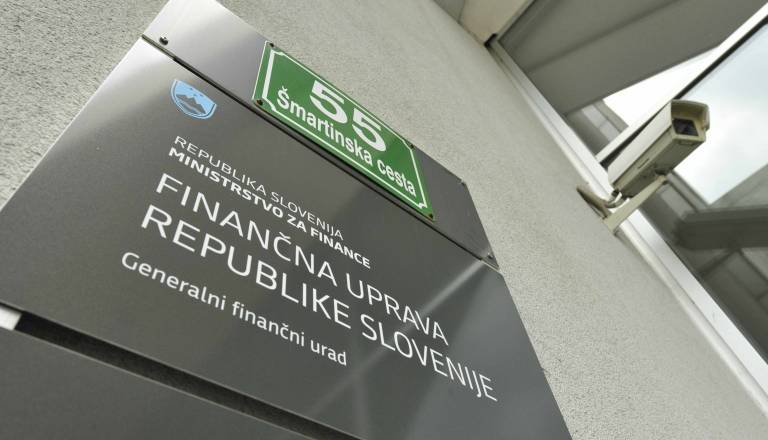 55
Šmartinska cesta
REPUBLIKA SLOVENIJA
MINISTRSTVO ZA FINANCE
FINANČNA UPRAVA
REPUBLIKE SLOVENIJE
Generalni finančni urad